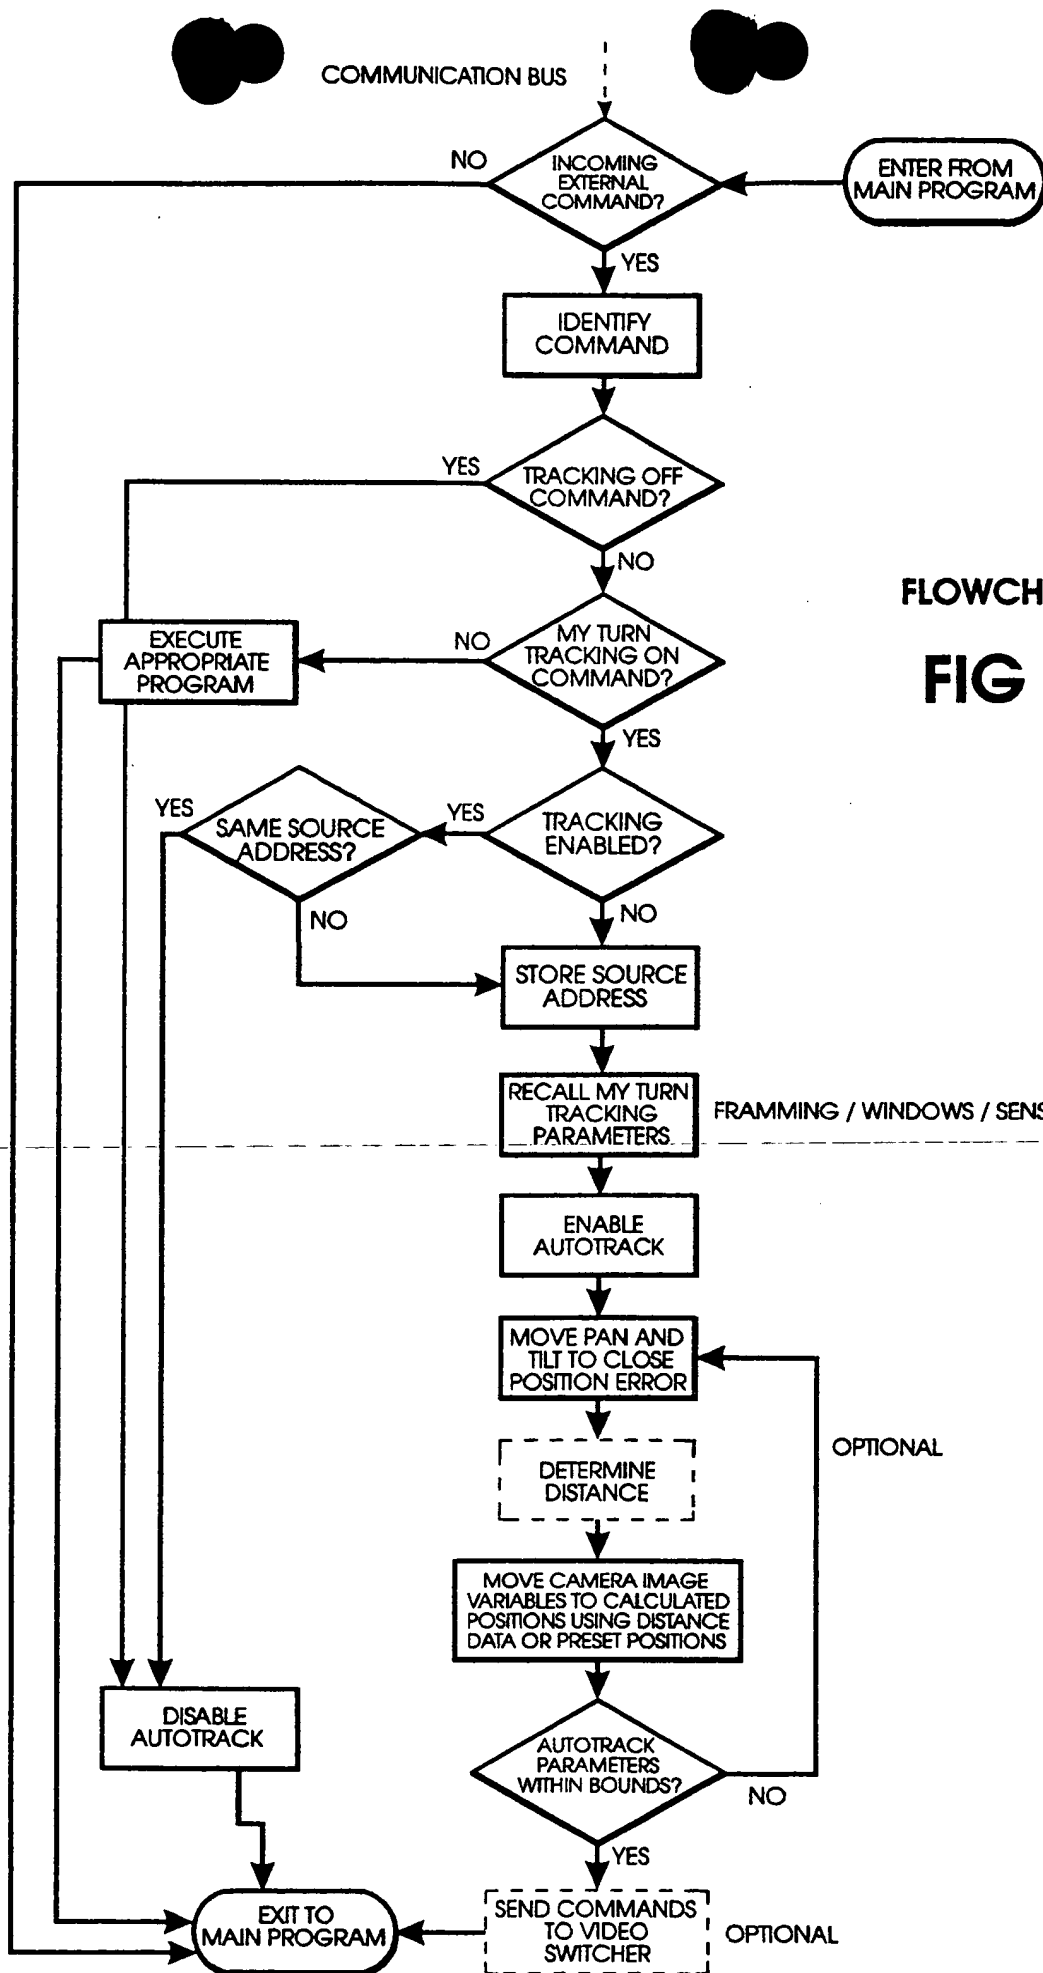 COMMUNICATION BUS
NO
INCOMING
EXTERNAL
COMMAND?
ENTER FROM
MAIN PROGRAM
YES
IDENTIFY
COMMAND
YES
TRACKING OFF
COMMAND?
NO
FLOWCH
FIG
EXECUTE
APPROPRIATE
PROGRAM
NO
MY TURN
TRACKING ON
COMMAND?
YES
YES
SAME SOURCE
ADDRESS?
YES
TRACKING
ENABLED?
NO
NO
STORE SOURCE
ADDRESS
RECALL MY TURN
TRACKING
PARAMETERS
FRAMMING / WINDOWS / SENS
ENABLE
AUTOTRACK
MOVE PAN AND
TILT TO CLOSE
POSITION ERROR
OPTIONAL
DETERMINE
DISTANCE
MOVE CAMERA IMAGE
VARIABLES TO CALCULATED
POSITIONS USING DISTANCE
DATA OR PRESET POSITIONS
DISABLE
AUTOTRACK
AUTOTRACK
PARAMETERS
WITHIN BOUNDS?
NO
YES
EXIT TO
MAIN PROGRAM
SEND COMMANDS
TO VIDEO
SWITCHER
OPTIONAL